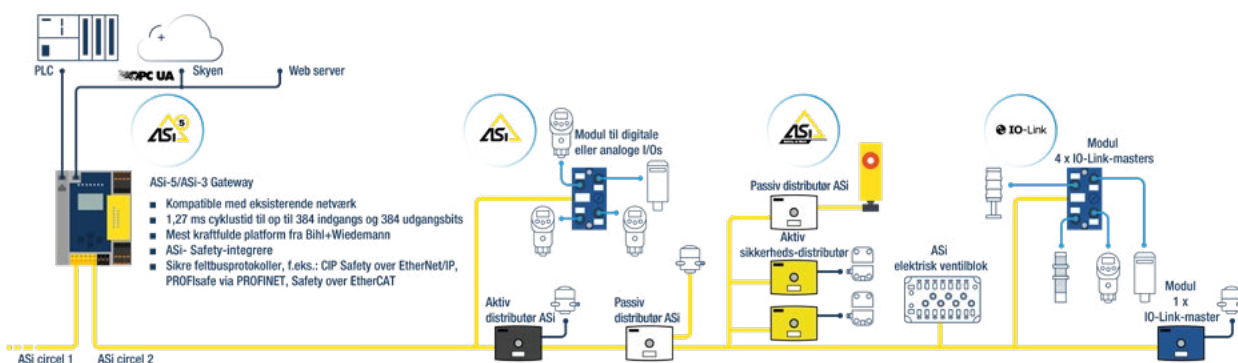 PLC
OPC UA
Skyen
Web server
ASi 5
ASi-5/ASi-3 Gateway
Kompatible med eksisterende netværk
1,27 ms cyklustid til op til 384 indgangs og 384 udgangsbits
Mest kraftfulde platform fra Bihl+Wiedemann
ASi- Safety-integrere
Sikre feltbusprotokoller, f.eks.: CIP Safety over EtherNet/IP,
PROFIsafe via PROFINET, Safety over EtherCAT
ASi circel 1
ASi circel 2
ASi
Modul til digitale
eller analoge I/Os
Aktiv
distributør ASi
Passiv
distributør ASi
ASi
Passiv distributør ASi
Aktiv
sikkerheds-distributør
ASi
elektrisk ventilblok
IO-Link
Modul
4 x IO-Link-masters
Modul
1 x
IO-Link-master